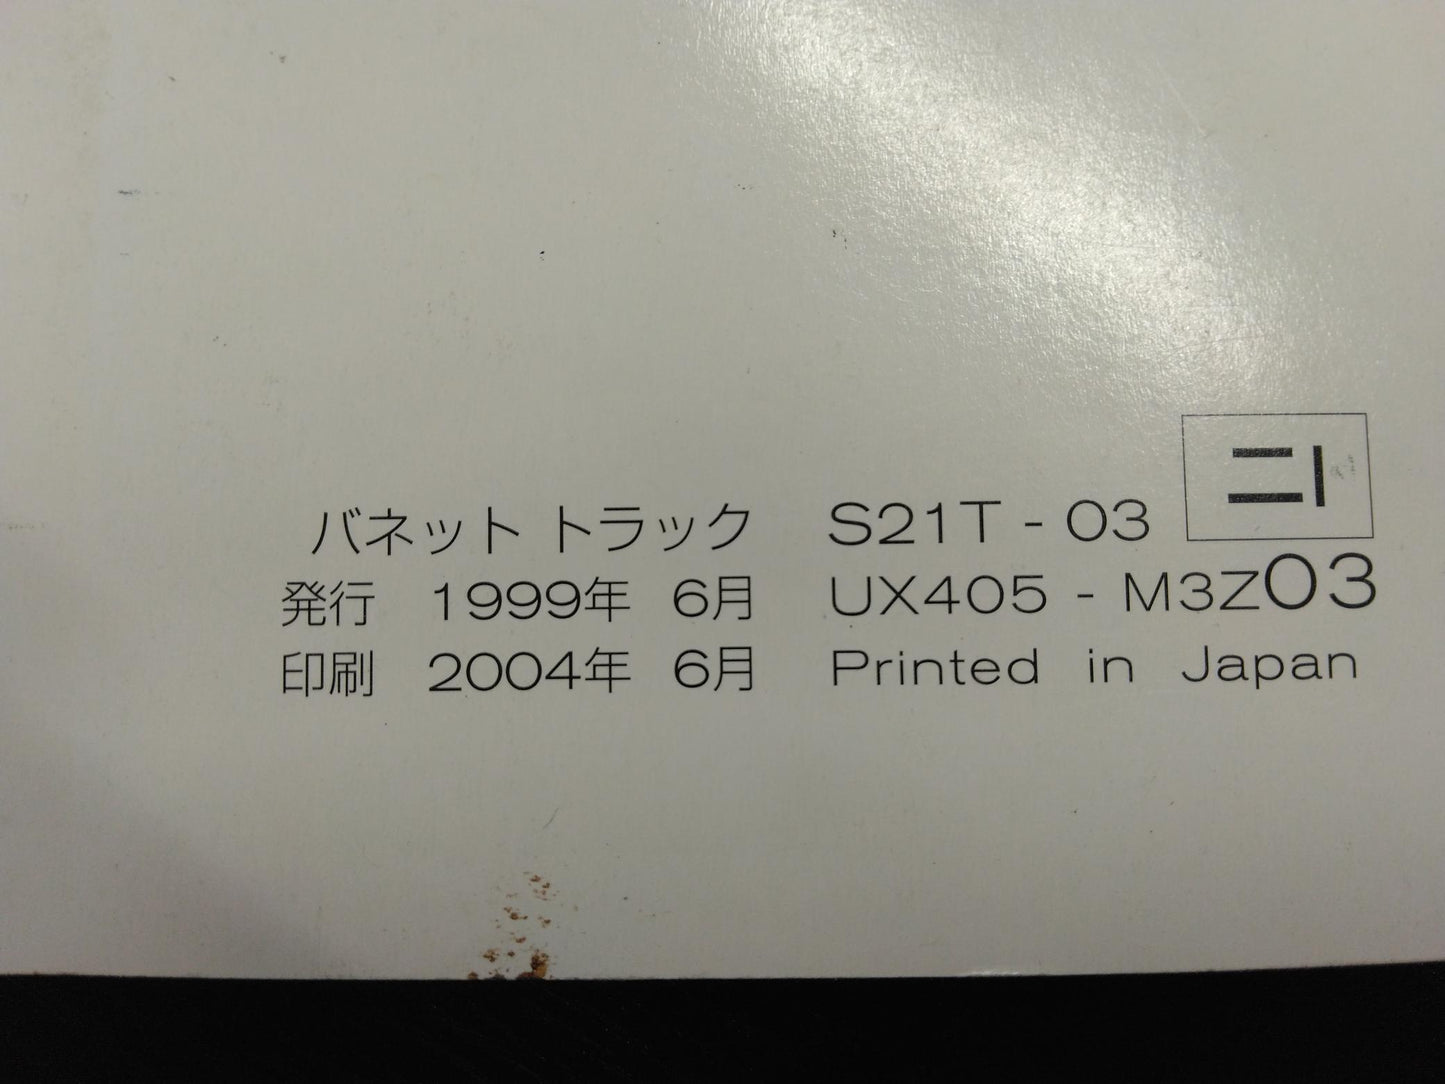 バネット トラック S21T - 03
発行 1999年 6月 UX405 - M3Z03
印刷 2004年 6月 Printed in Japan